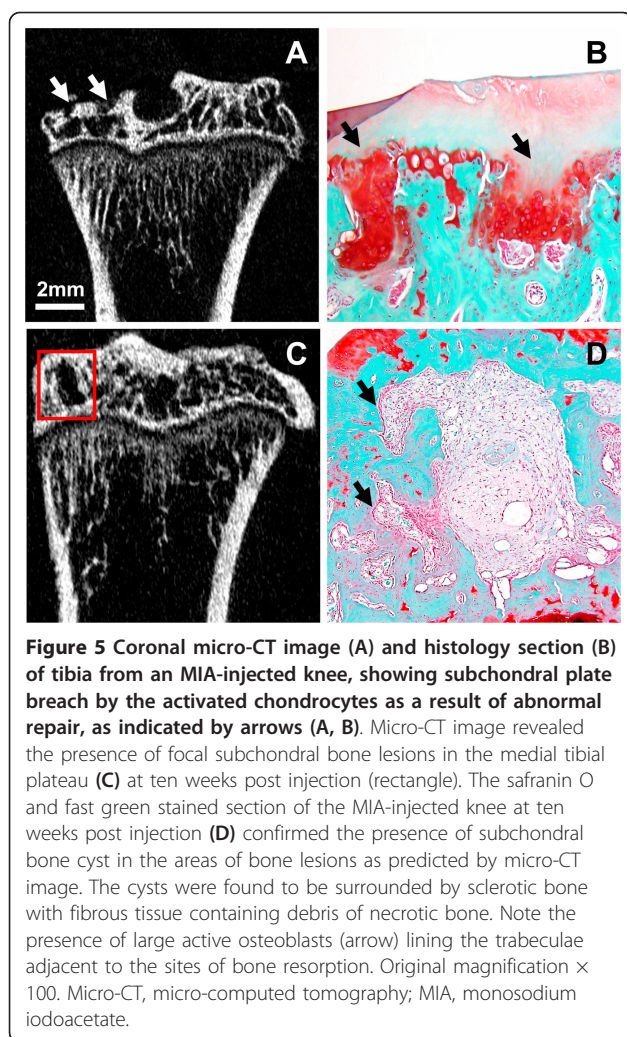 A
B
2mm
C
D
Figure 5 Coronal micro-CT image (A) and histology section (B)
of tibia from an MIA-injected knee, showing subchondral plate
breach by the activated chondrocytes as a result of abnormal
repair, as indicated by arrows (A, B). Micro-CT image revealed
the presence of focal subchondral bone lesions in the medial tibial
plateau (C) at ten weeks post injection (rectangle). The safranin O
and fast green stained section of the MIA-injected knee at ten
weeks post injection (D) confirmed the presence of subchondral
bone cyst in the areas of bone lesions as predicted by micro-CT
image. The cysts were found to be surrounded by sclerotic bone
with fibrous tissue containing debris of necrotic bone. Note the
presence of large active osteoblasts (arrow) lining the trabeculae
adjacent to the sites of bone resorption. Original magnification ×
100. Micro-CT, micro-computed tomography; MIA, monosodium
iodoacetate.